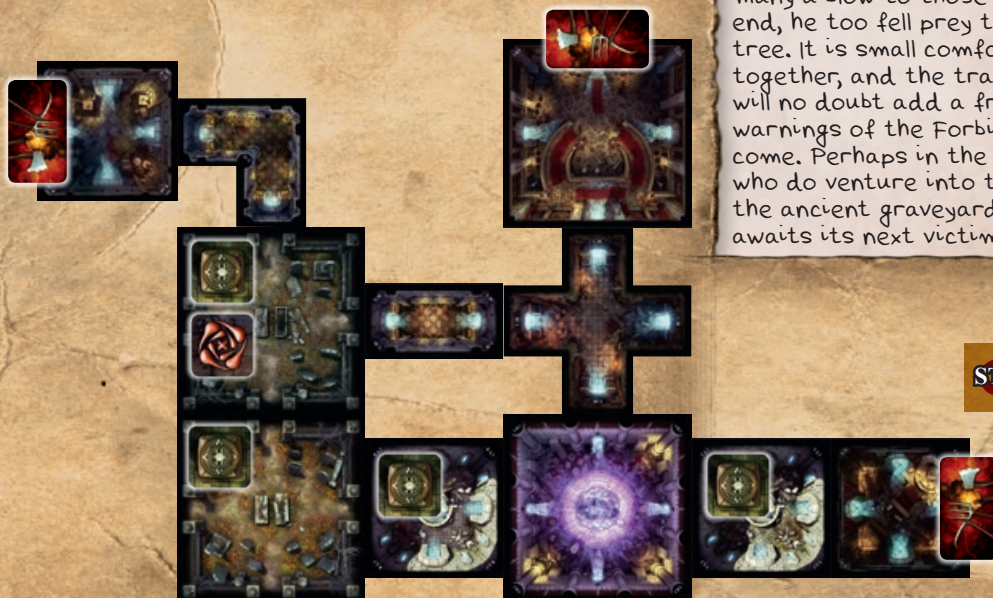 end, he too fell prey t
tree. It is small comfo
together, and the tra
will no doubt add a fr
warnings of the Forbi
come. Perhaps in the
who do venture into t
the ancient graveyard
awaits its next victim
ST